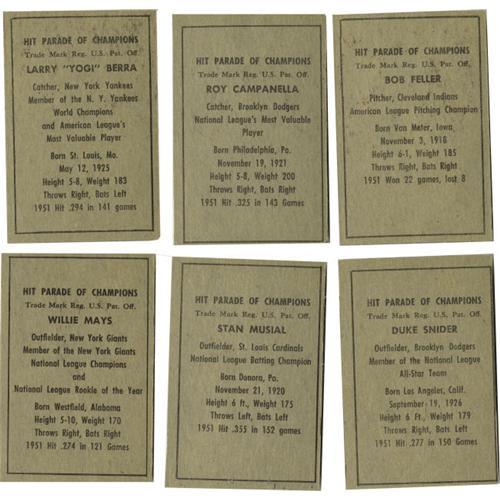 HIT PARADE OF CHAMPIONS
Trade Mark Reg. U.S. Pat. Off.
LARRY "YOGI" BERRA
Catcher, New York Yankees
Member of the N. Y. Yankees
World Champions
and American League's
Most Valuable Player
Born St. Louis, Mo.
May 12, 1925
Height 5-8, Weight 183
Throws Right, Bats Left
1951 Hit .294 in 141 games
HIT PARADE OF CHAMPIONS
Trade Mark Reg. U.S. Pat. Off.
ROY CAMPANELLA
Catcher, Brooklyn Dodgers
National League's Most Valuable
Player
Born Philadelphia, Pa.
November 19, 1921
Height 5-8, Weight 200
Throws Right, Bats Right
1951 Hit .325 in 143 Games
HIT PARADE OF CHAMPIONS
Trade Mark Reg. U.S. Pat. Off.
BOB FELLER
Pitcher, Cleveland Indians
American League Pitching Champion
Born Van Meter, Iowa,
November 3, 1918
Height 6-1, Weight 185
Throws Right, Bats Right
1951 Won 22 games, lost 8
HIT PARADE OF CHAMPIONS
Trade Mark Reg. U.S. Pat. Off.
WILLIE MAYS
Outfielder, New York Giants
Member of the New York Giants
National League Champions
and
National League Rookie of the Year
Born Westfield, Alabama
Height 5-10, Weight 170
Throws Right, Bats Right
1951 Hit .274 in 121 Games
HIT PARADE OF CHAMPIONS
Trade Mark Reg. U.S. Pat. Off.
STAN MUSIAL
Outfielder, St. Louis Cardinals
National League Batting Champion
Born Donora, Pa.
November 21, 1920
Height 6 ft., Weight 175
Throws Left, Bats Left
1951 Hit .355 in 152 games
HIT PARADE OF CHAMPIONS
Trade Mark Reg. U.S. Pat. Off.
DUKE SNIDER
Outfielder, Brooklyn Dodgers
Member of the National League
All-Star Team
Born Los Angeles, Calif.
September 19, 1926
Height 6 ft., Weight 179
Throws Right, Bats Left
1951 Hit .277 in 150 Games